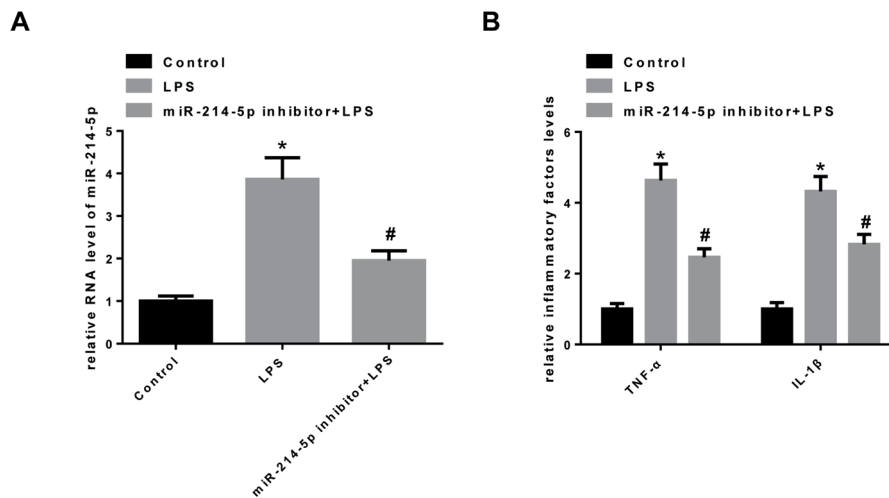 A
Control
LPS
miR-214-5p inhibitor+LPS
relative RNA level of miR-214-5p
5
4
3
2
1
0
*
#
Control
LPS
miR-214-5p inhibitor+LPS
B
Control
LPS
miR-214-5p inhibitor+LPS
relative inflammatory factors levels
6
4
2
0
*
#
*
#
TNF-α
IL-1β